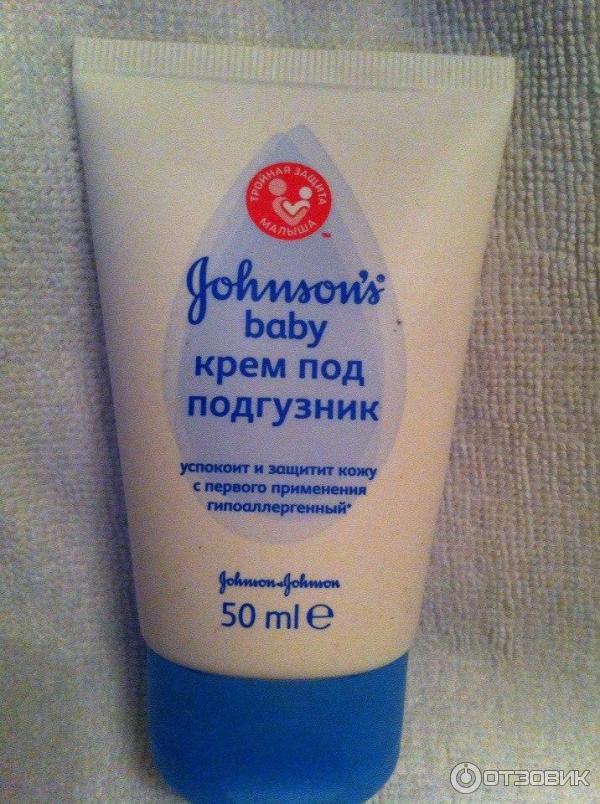 ТРОЙНАЯ ЗАЩИТА
МАЛЫША
™
Johnson's®
baby
крем под
подгузник
успокоит и защитит кожу
с первого применения
гипоаллергенный*
Johnson & Johnson
50 ml e
ОТЗОВИК